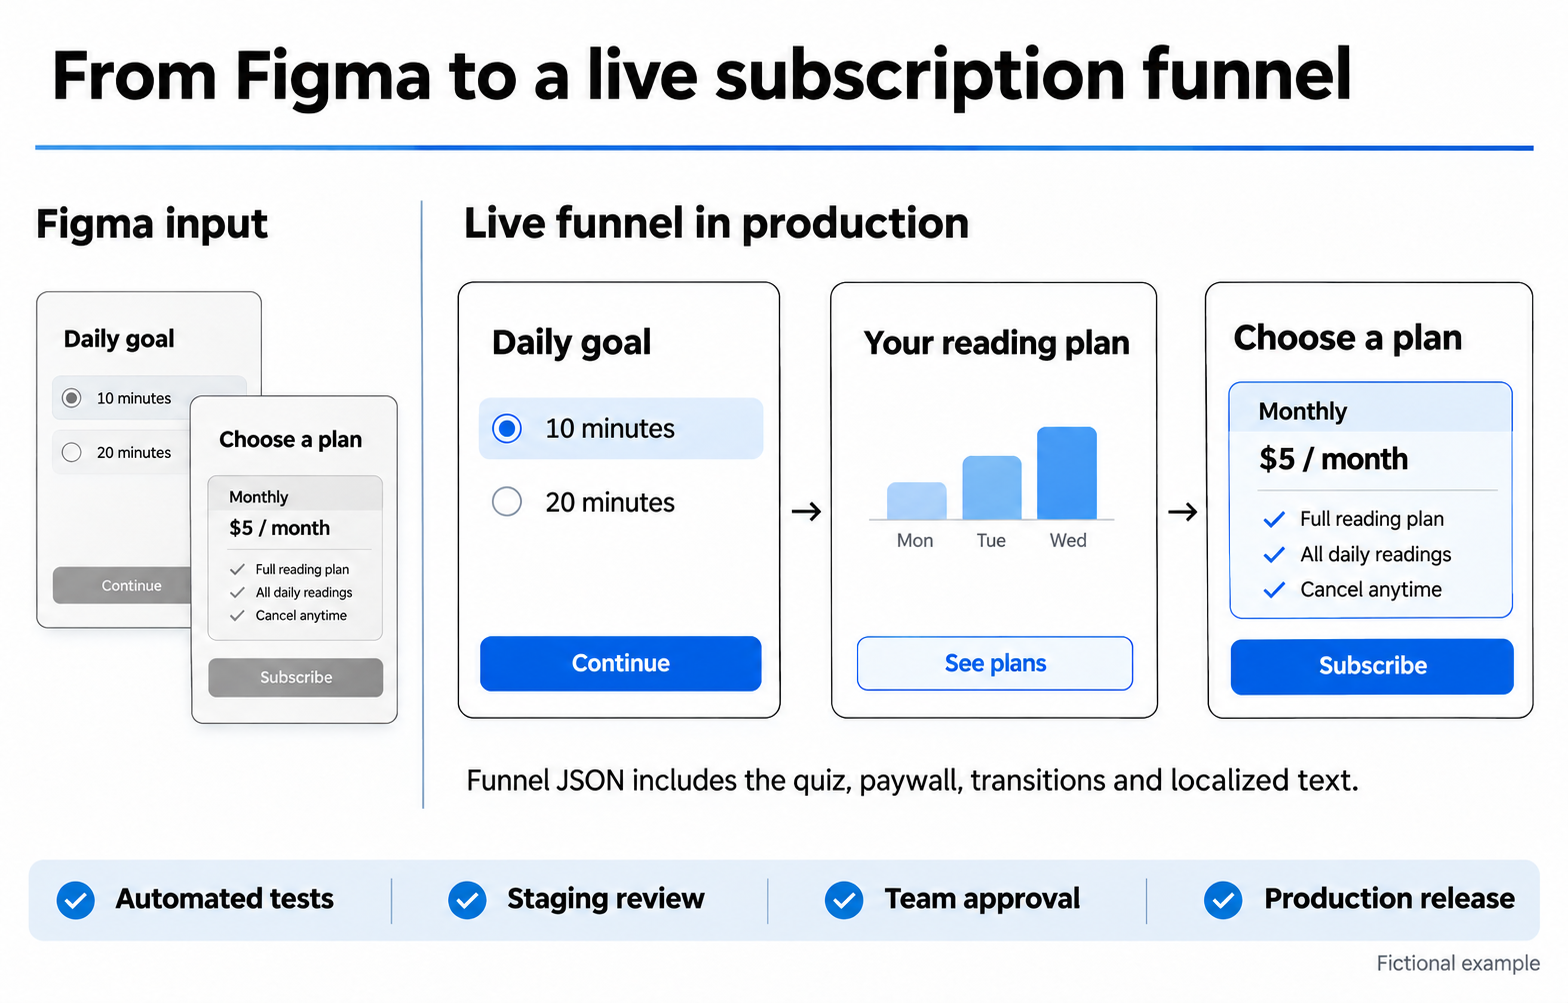 From Figma to a live subscription funnel
Figma input
Daily goal
10 minutes
20 minutes
Continue
Choose a plan
Monthly
$5 / month
Full reading plan
All daily readings
Cancel anytime
Subscribe
Live funnel in production
Daily goal
10 minutes
20 minutes
Continue
Your reading plan
Mon Tue Wed
See plans
Choose a plan
Monthly
$5 / month
Full reading plan
All daily readings
Cancel anytime
Subscribe
Funnel JSON includes the quiz, paywall, transitions and localized text.
Automated tests
Staging review
Team approval
Production release
Fictional example